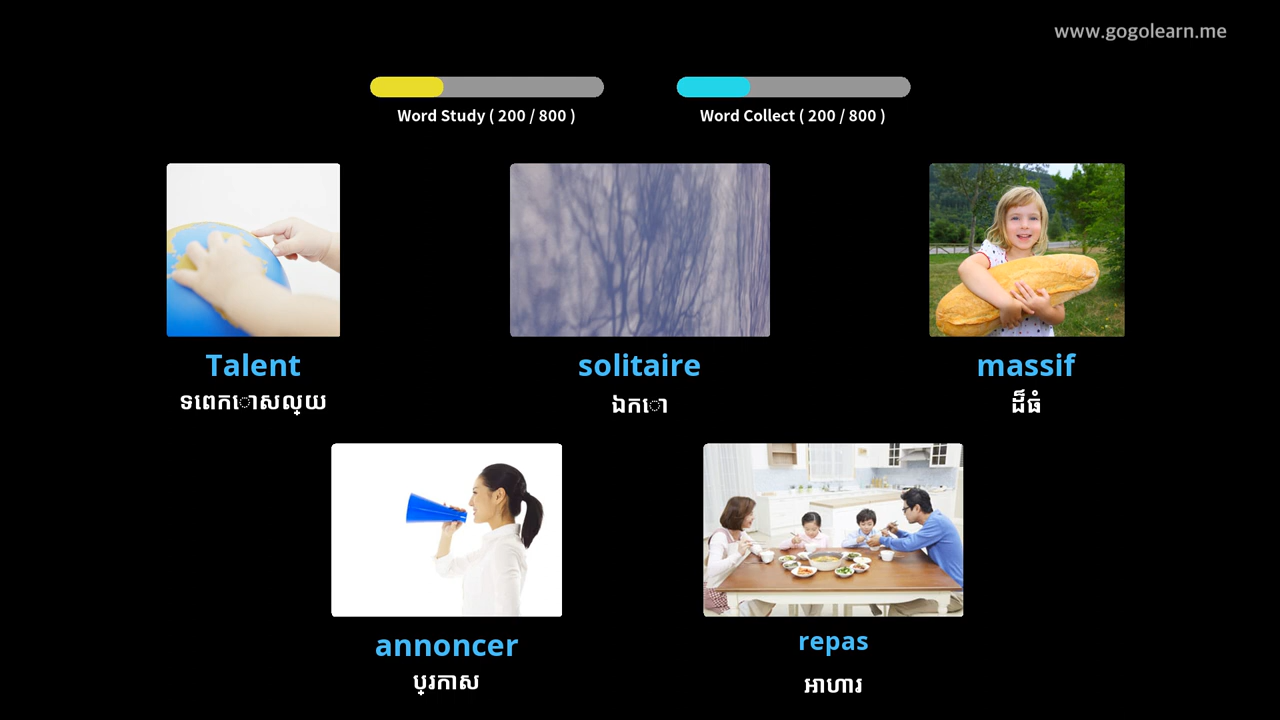 www.gogolearn.me
Word Study ( 200 / 800 )
Word Collect ( 200 / 800 )
Talent
ទេពកោសល្យ
solitaire
ឯកោ
massif
ដ៏ធំ
annoncer
ប្រកាស
repas
អាហារ